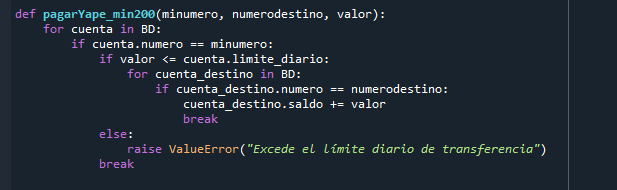 def pagarYape_min200(minumero, numerodestino, valor):
    for cuenta in BD:
        if cuenta.numero == minumero:
            if valor <= cuenta.limite_diario:
                for cuenta_destino in BD:
                    if cuenta_destino.numero == numerodestino:
                        cuenta_destino.saldo += valor
                        break
            else:
                raise ValueError("Excede el límite diario de transferencia")
            break